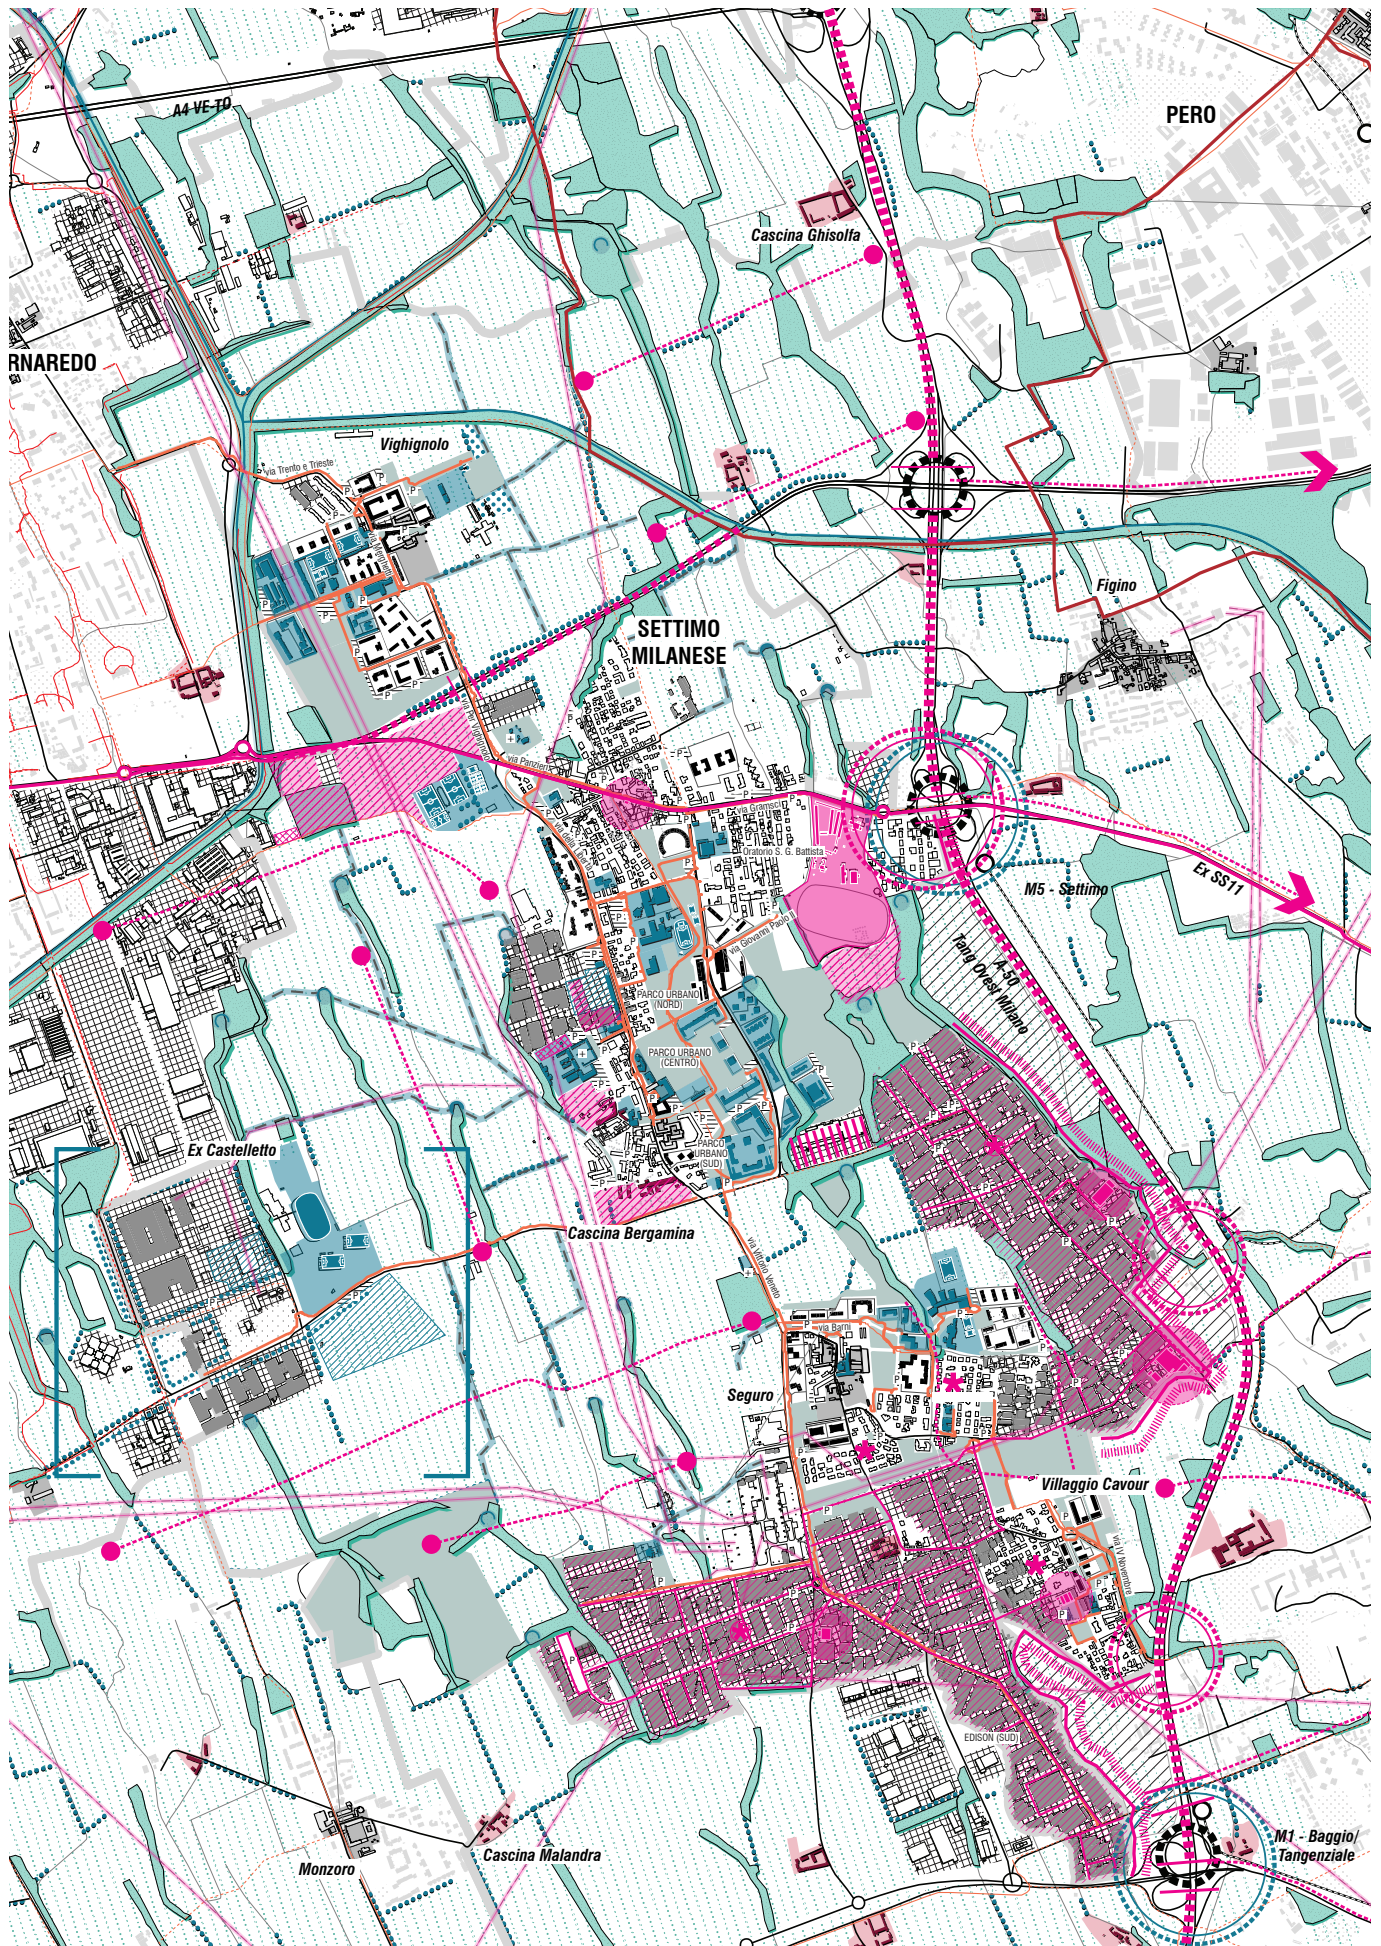 A4 VE-TO
PERO
Cascina Ghisolfa
RNAREDO
Vighignolo
via Trento e Trieste
Figino
SETTIMO
MILANESE
via Panzeri
via Gramsci
Oratorio S. G. Battista
M5 - Settimo
Ex SS11
via Giovanni Paolo II
A-50
Tang Ovest Milano
PARCO URBANO
(NORD)
PARCO URBANO
(CENTRO)
PARCO
URBANO
(SUD)
Ex Castelletto
Cascina Bergamina
via Vittorio Veneto
via Barni
Seguro
Villaggio Cavour
via IV Novembre
EDISON (SUD)
M1 - Baggio/
Tangenziale
Cascina Malandra
Monzoro